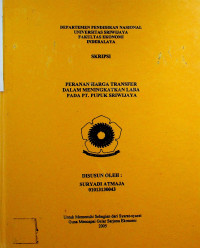 DEPARTEMEN PENDIDIKAN NASIONAL
UNIVERSITAS SRIWIJAYA
FAKULTAS EKONOMI
INDERALAYA
SKRIPSI
PERANAN HARGA TRANSFER
DALAM MENINGKATKAN LABA
PADA PT. PUPUK SRIWIJAYA
DISUSUN OLEH :
SURYADI ATMAJA
01013130042
Untuk Memenuhi Sebagian dari Syarat-syarat
Guna Mencapai Gelar Sarjana Ekonomi